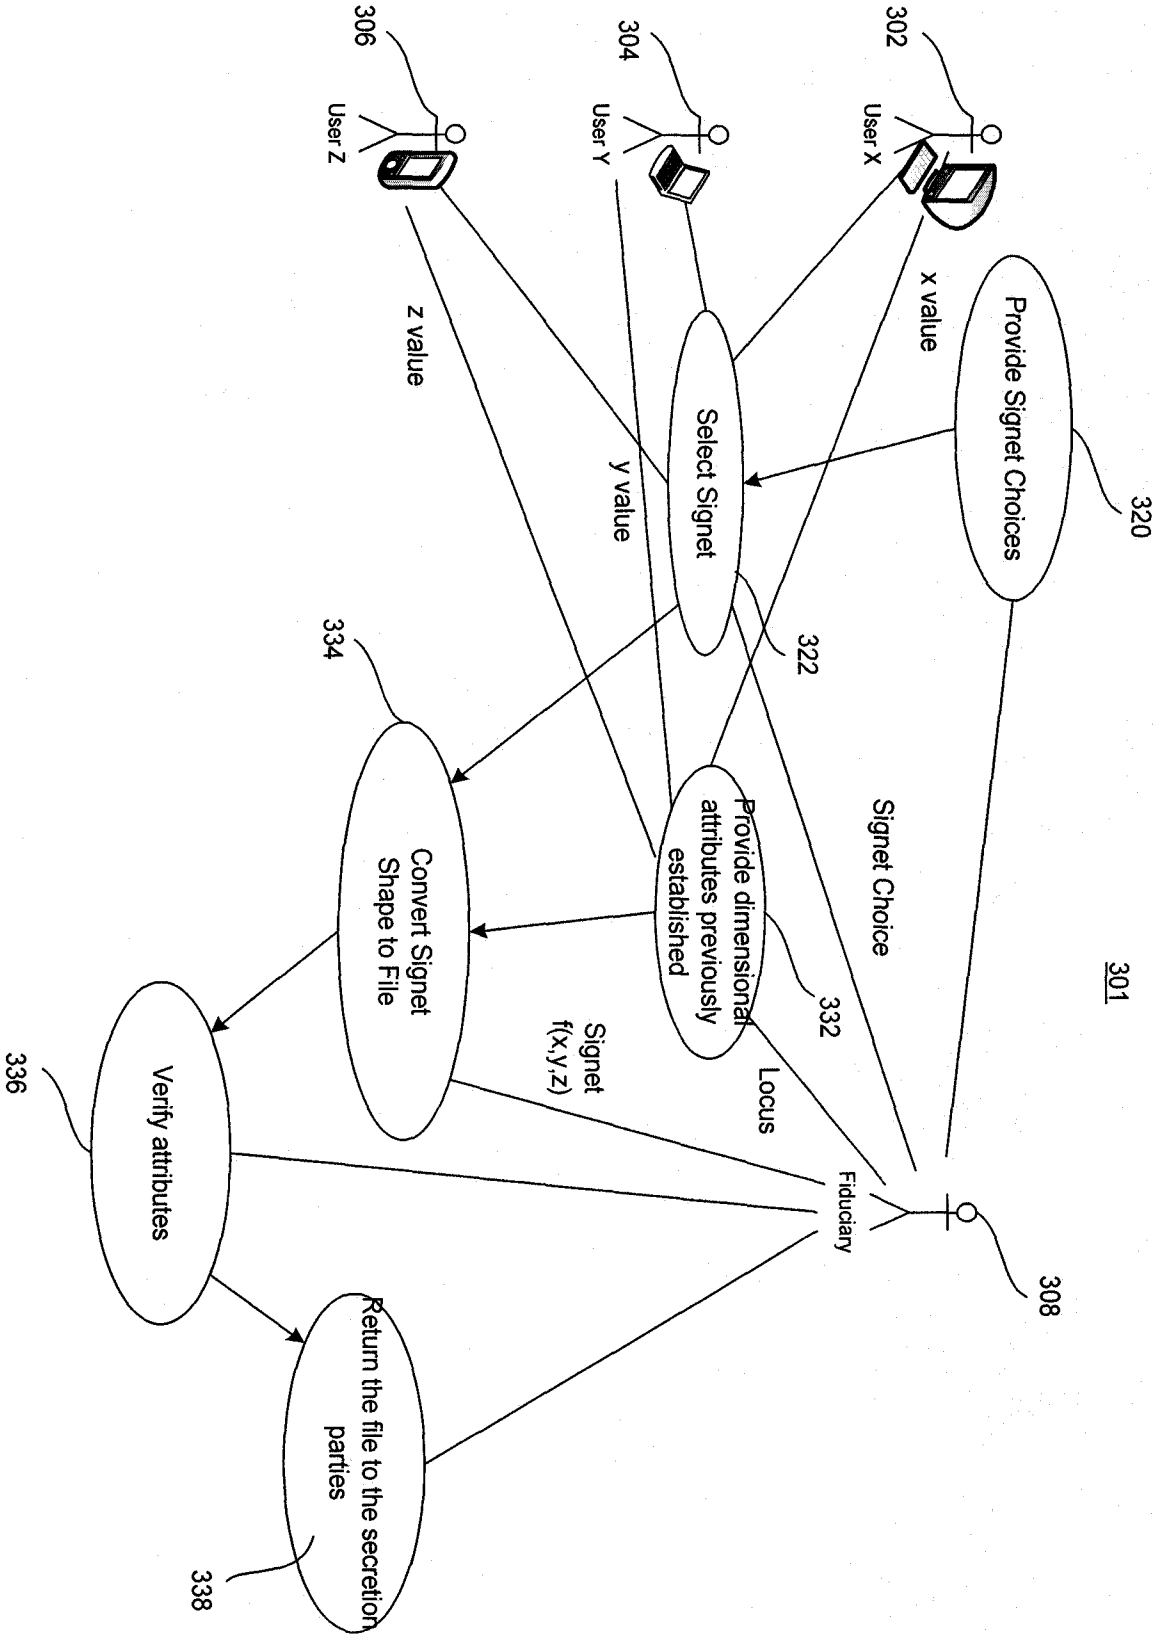 301
302
User X
304
User Y
306
User Z
x value
y value
z value
Provide Signet Choices
320
Select Signet
322
Signet Choice
Provide dimensional
attributes previously
established
332
Locus
334
Convert Signet
Shape to File
Signet
f(x,y,z)
Fiduciary
308
Verify attributes
336
Return the file to the secretion
parties
338